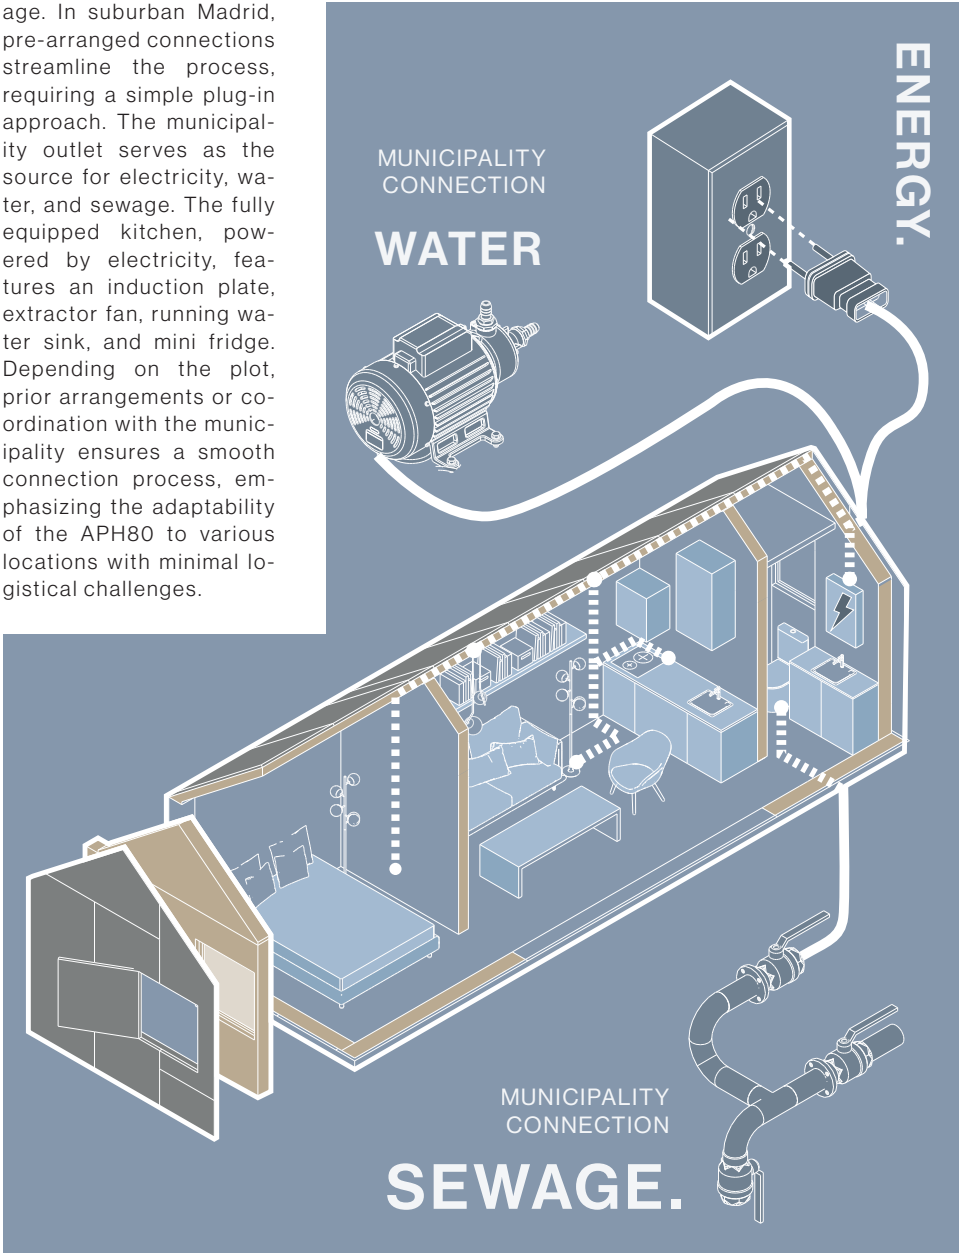 age. In suburban Madrid,
pre-arranged connections
streamline the process,
requiring a simple plug-in
approach. The municipal-
ity outlet serves as the
source for electricity, wa-
ter, and sewage. The fully
equipped kitchen, pow-
ered by electricity, fea-
tures an induction plate,
extractor fan, running wa-
ter sink, and mini fridge.
Depending on the plot,
prior arrangements or co-
ordination with the munic-
ipality ensures a smooth
connection process, em-
phasizing the adaptability
of the APH80 to various
locations with minimal lo-
gistical challenges.
MUNICIPALITY
CONNECTION
WATER
ENERGY.
MUNICIPALITY
CONNECTION
SEWAGE.